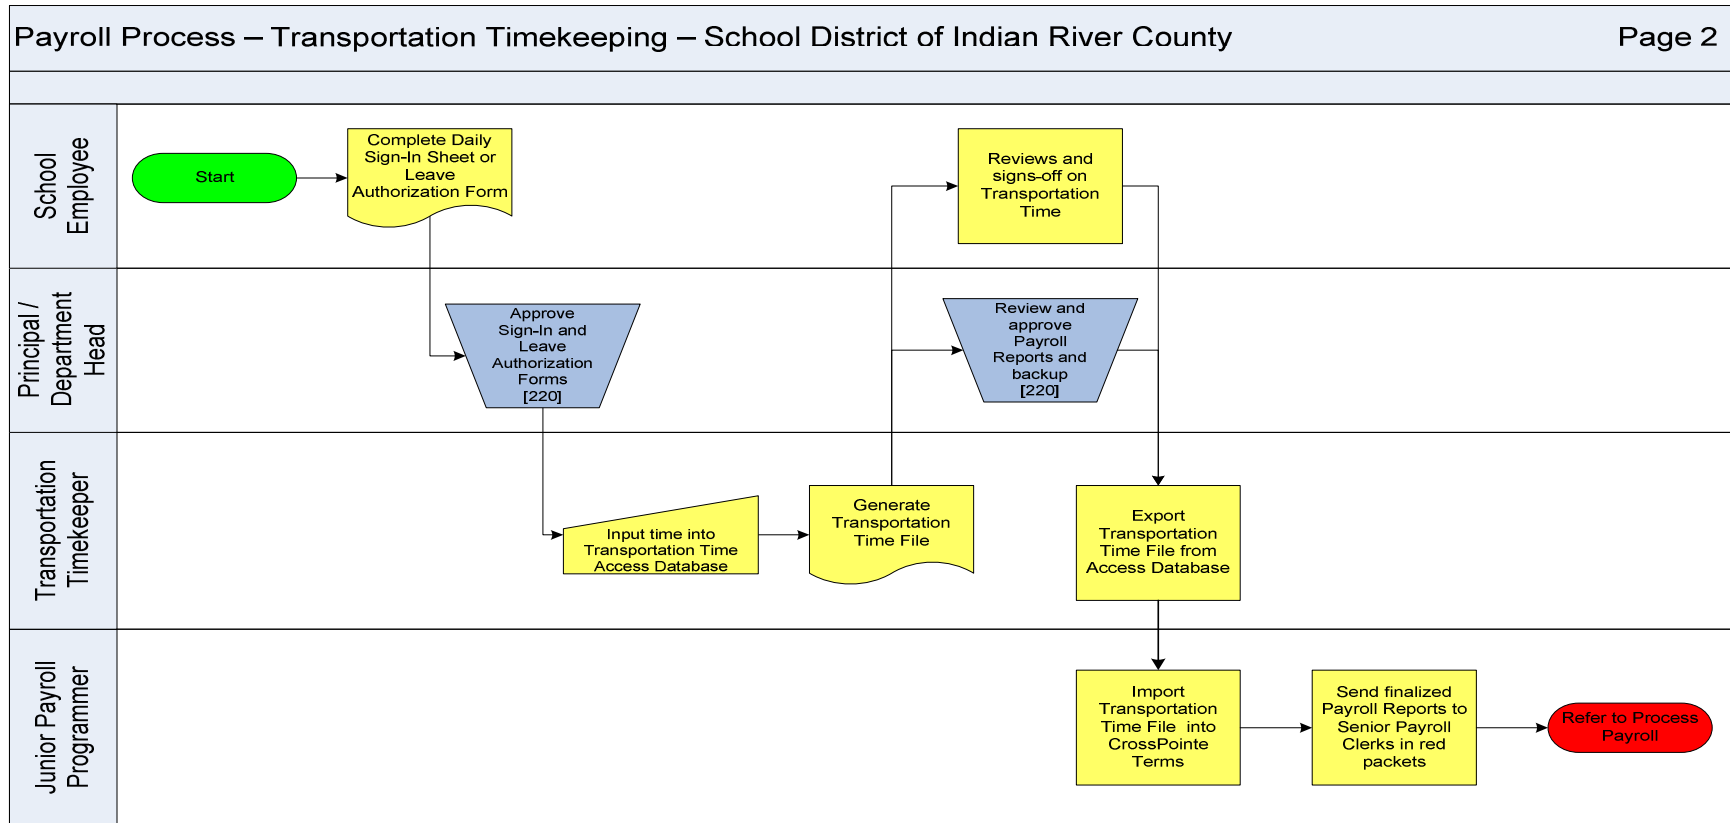 Payroll Process – Transportation Timekeeping – School District of Indian River County
Page 2
School
Employee
Start
Complete Daily
Sign-In Sheet or
Leave
Authorization Form
Reviews and
signs-off on
Transportation
Time
Principal /
Department
Head
Approve
Sign-In and
Leave
Authorization
Forms
[220]
Review and
approve
Payroll
Reports and
backup
[220]
Transportation
Timekeeper
Input time into
Transportation Time
Access Database
Generate
Transportation
Time File
Export
Transportation
Time File from
Access Database
Junior Payroll
Programmer
Import
Transportation
Time File into
CrossPointe
Terms
Send finalized
Payroll Reports to
Senior Payroll
Clerks in red
packets
Refer to Process
Payroll